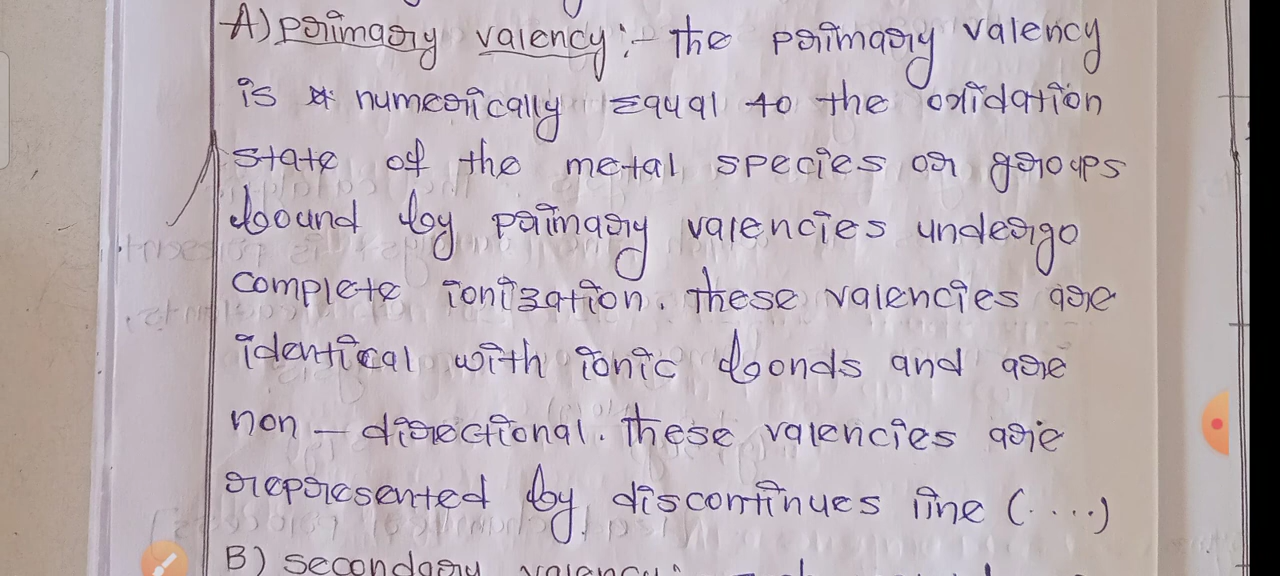 A) primary valency :- the primary valency
is numerically Equal to the oxidation
state of the metal species or groups
bound by primary valencies undergo
complete ionization. these valencies are
identical with ionic bonds and are
non - directional. these valencies are
represented by discontinues line (....)
B) secondary valency :-